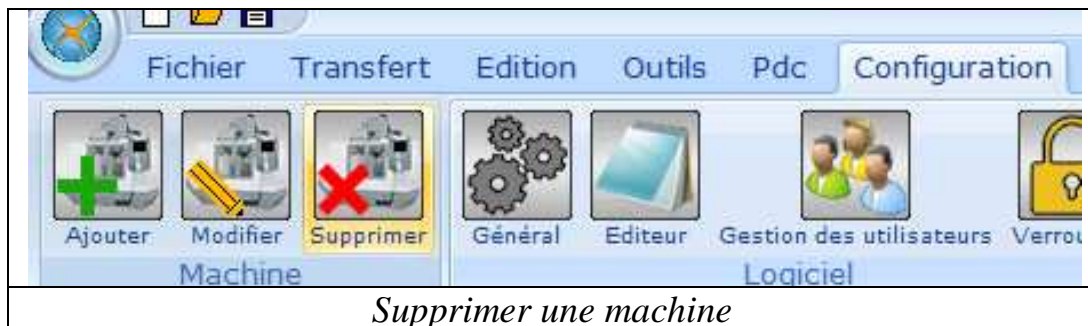 Fichier Transfert Edition Outils Pdc Configuration
Ajouter Modifier Supprimer Général Editeur Gestion des utilisateurs
Machine Logiciel
Supprimer une machine